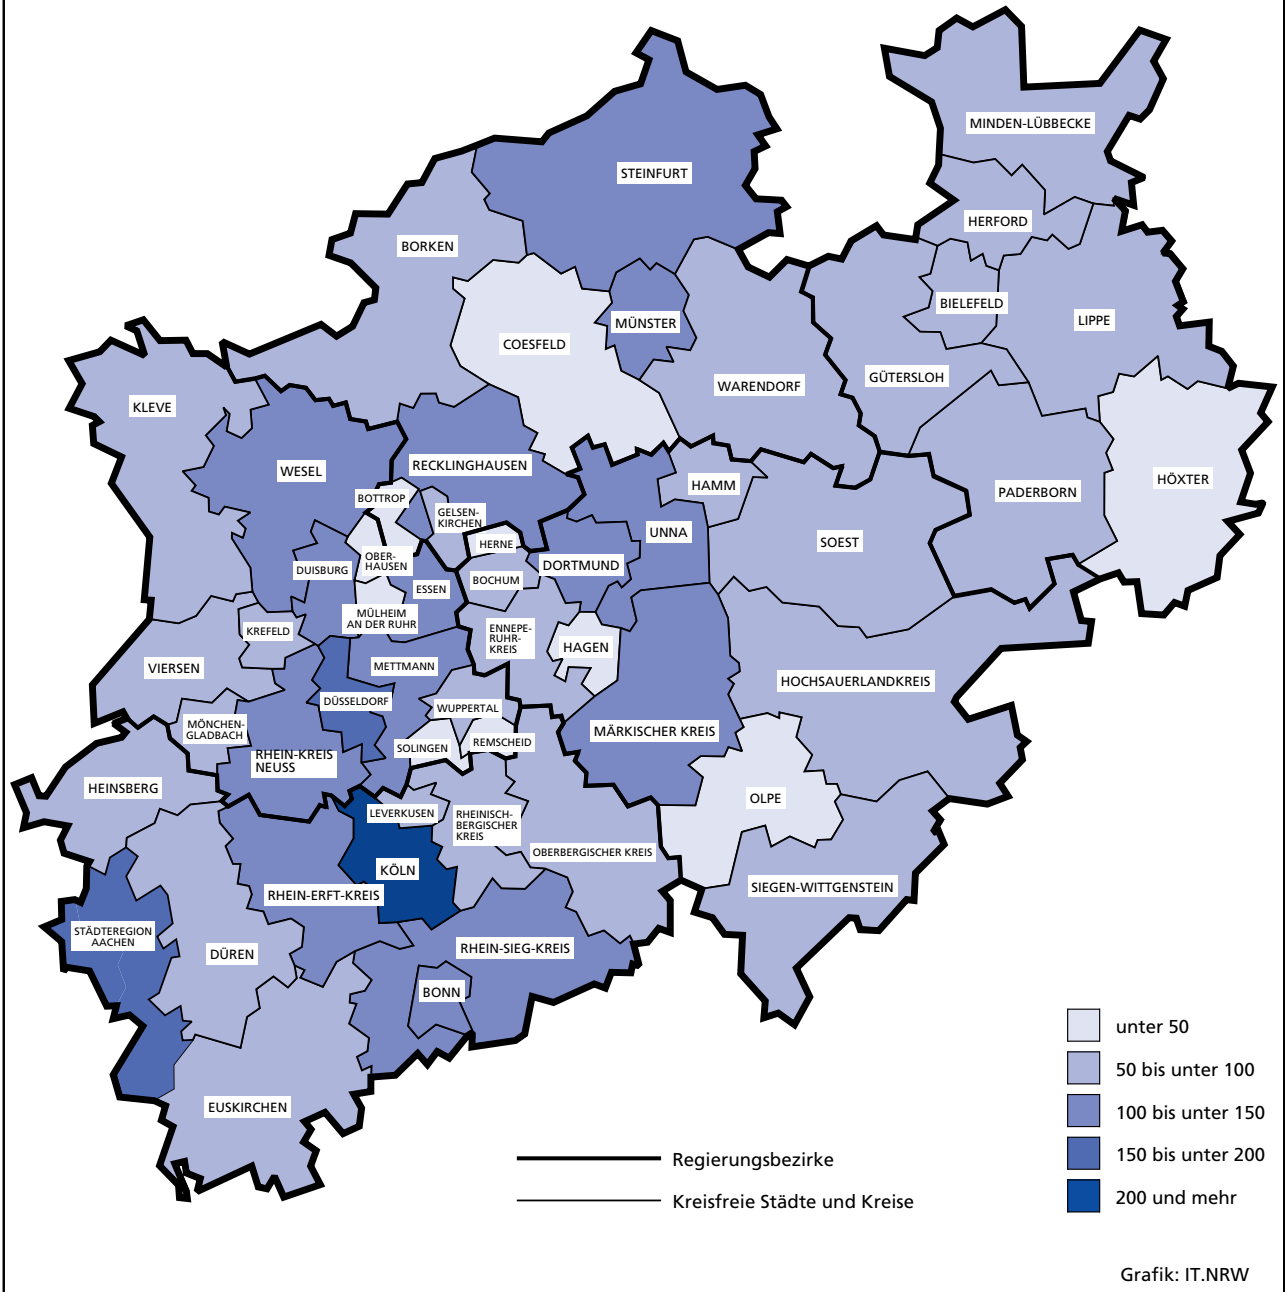 MINDEN-LÜBBECKE
STEINFURT
HERFORD
BORKEN
BIELEFELD
LIPPE
MÜNSTER
COESFELD
GÜTERSLOH
WARENDORF
KLEVE
RECKLINGHAUSEN
WESEL
HÖXTER
HAMM
PADERBORN
BOTTROP
GELSEN-
KIRCHEN
UNNA
SOEST
HERNE
OBER-
HAUSEN
DORTMUND
DUISBURG
BOCHUM
ESSEN
MÜLHEIM
AN DER RUHR
KREFELD
ENNEPE-
RUHR-
KREIS
HAGEN
VIERSEN
METTMANN
HOCHSAUERLANDKREIS
DÜSSELDORF
WUPPERTAL
MÖNCHEN-
GLADBACH
MÄRKISCHER KREIS
SOLINGEN
REMSCHEID
RHEIN-KREIS
NEUSS
HEINSBERG
OLPE
LEVERKUSEN
RHEINISCH-
BERGISCHER
KREIS
OBERBERGISCHER KREIS
KÖLN
SIEGEN-WITTGENSTEIN
RHEIN-ERFT-KREIS
STÄDTEREGION
AACHEN
DÜREN
RHEIN-SIEG-KREIS
BONN
EUSKIRCHEN
unter 50
50 bis unter 100
100 bis unter 150
150 bis unter 200
200 und mehr
Regierungsbezirke
Kreisfreie Städte und Kreise
Grafik: IT.NRW